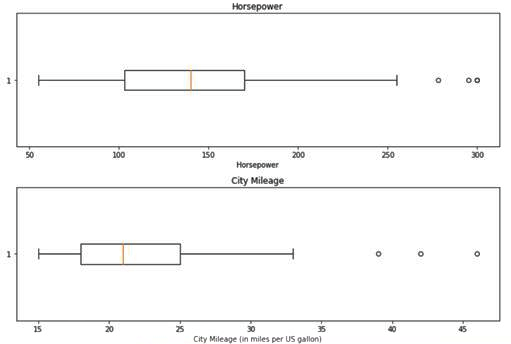 Horsepower
1
50 100 150 200 250 300
Horsepower
City Mileage
1
15 20 25 30 35 40 45
City Mileage (in miles per US gallon)